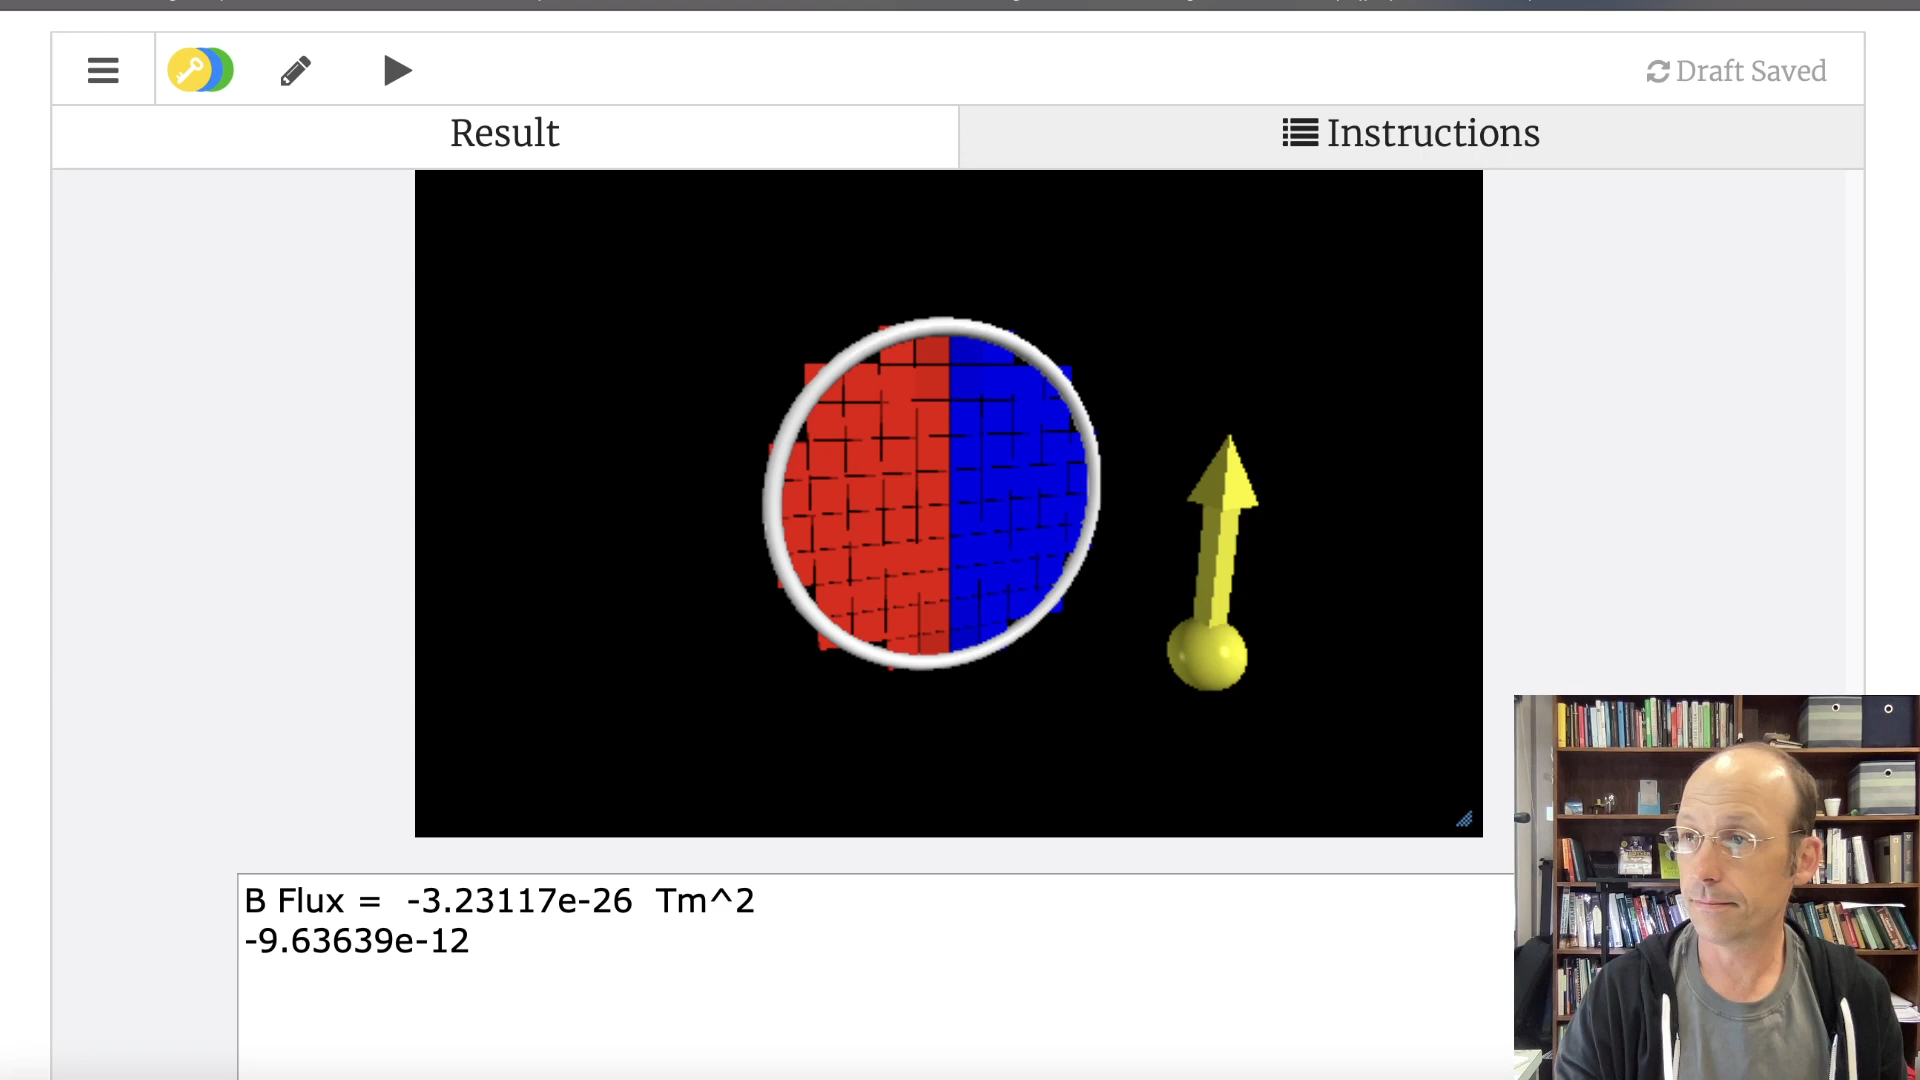 Draft Saved
Result
Instructions
B Flux =  -3.23117e-26  Tm^2
-9.63639e-12